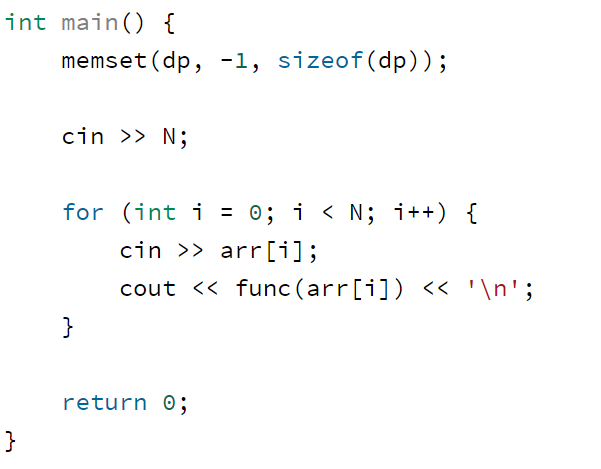 int main() {
    memset(dp, -1, sizeof(dp));
    cin >> N;
    for (int i = 0; i < N; i++) {
        cin >> arr[i];
        cout << func(arr[i]) << '\n';
    }
    return 0;
}